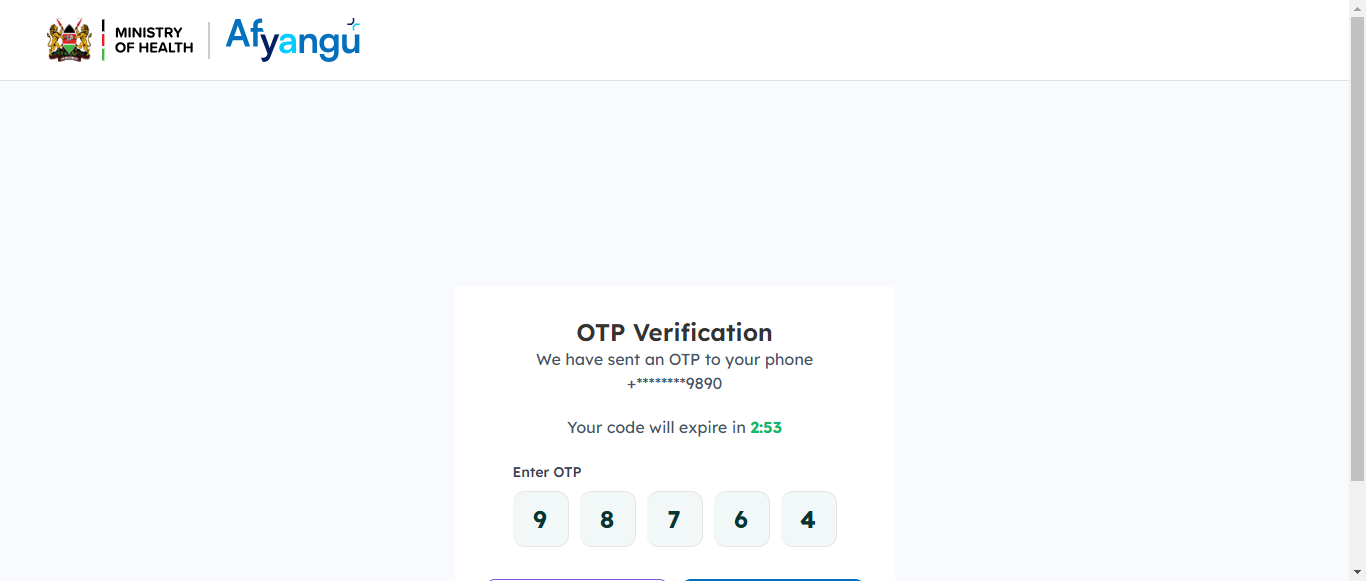 MINISTRY
OF HEALTH
Afyangu
OTP Verification
We have sent an OTP to your phone
+********9890
Your code will expire in 2:53
Enter OTP
9 8 7 6 4